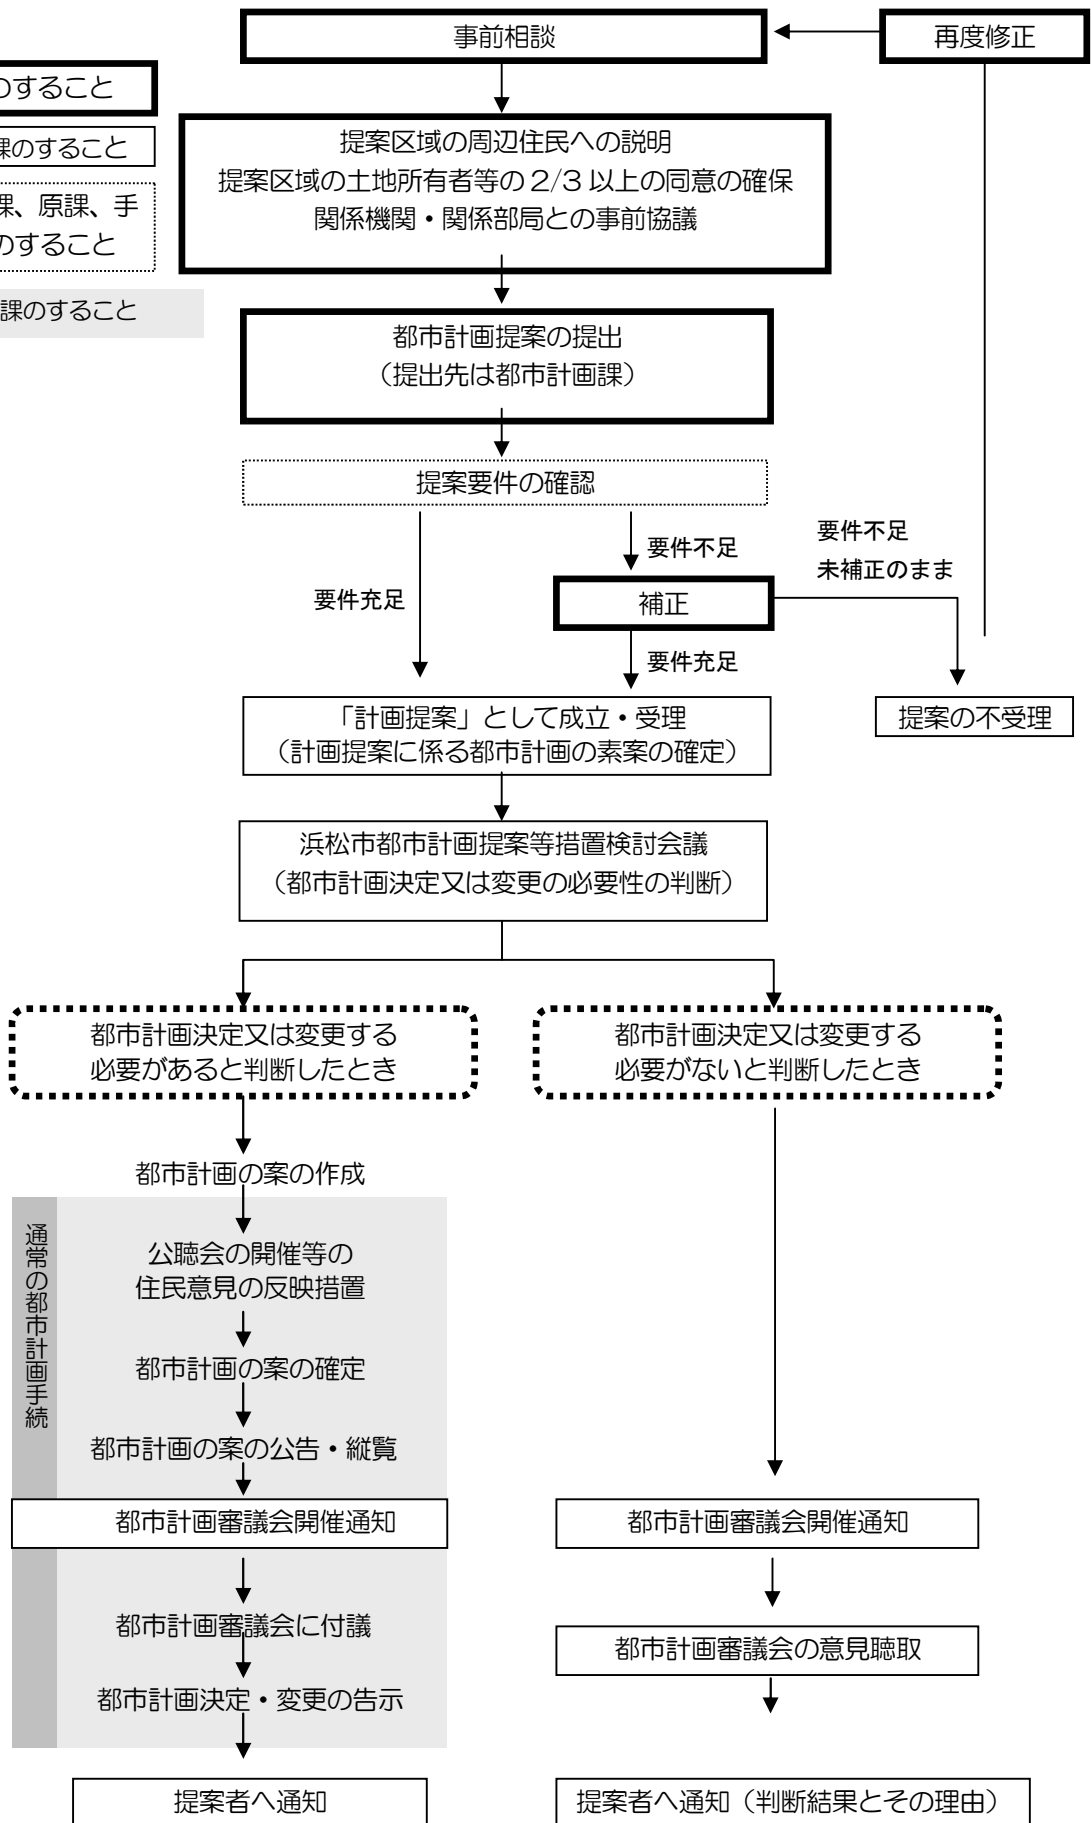 事前相談
再度修正
のすること
課のすること
課、原課、手
のすること
課のすること
提案区域の周辺住民への説明
提案区域の土地所有者等の2/3以上の同意の確保
関係機関・関係部局との事前協議
都市計画提案の提出
（提出先は都市計画課）
提案要件の確認
要件充足
要件不足
要件不足
未補正のまま
補正
要件充足
「計画提案」として成立・受理
（計画提案に係る都市計画の素案の確定）
提案の不受理
浜松市都市計画提案等措置検討会議
（都市計画決定又は変更の必要性の判断）
都市計画決定又は変更する
必要があると判断したとき
都市計画決定又は変更する
必要がないと判断したとき
都市計画の案の作成
通常の都市計画手続
公聴会の開催等の
住民意見の反映措置
都市計画の案の確定
都市計画の案の公告・縦覧
都市計画審議会開催通知
都市計画審議会に付議
都市計画決定・変更の告示
提案者へ通知
都市計画審議会開催通知
都市計画審議会の意見聴取
提案者へ通知（判断結果とその理由）